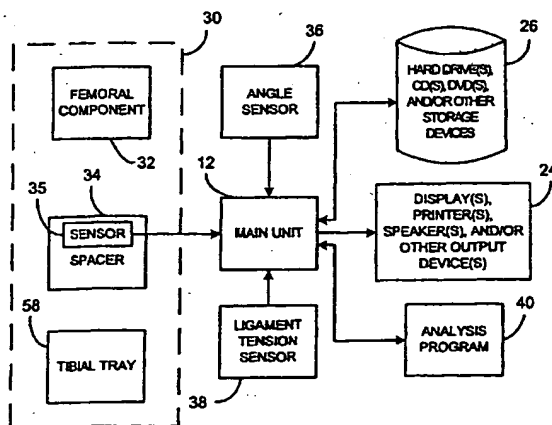 30
FEMORAL
COMPONENT
32
34
35
SENSOR
SPACER
58
TIBIAL TRAY
36
ANGLE
SENSOR
12
MAIN UNIT
LIGAMENT
TENSION
SENSOR
38
26
HARD DRIVE(S),
CD(S), DVD(S),
AND/OR OTHER
STORAGE
DEVICES
24
DISPLAY(S),
PRINTER(S),
SPEAKER(S), AND/OR
OTHER OUTPUT
DEVICE(S)
40
ANALYSIS
PROGRAM